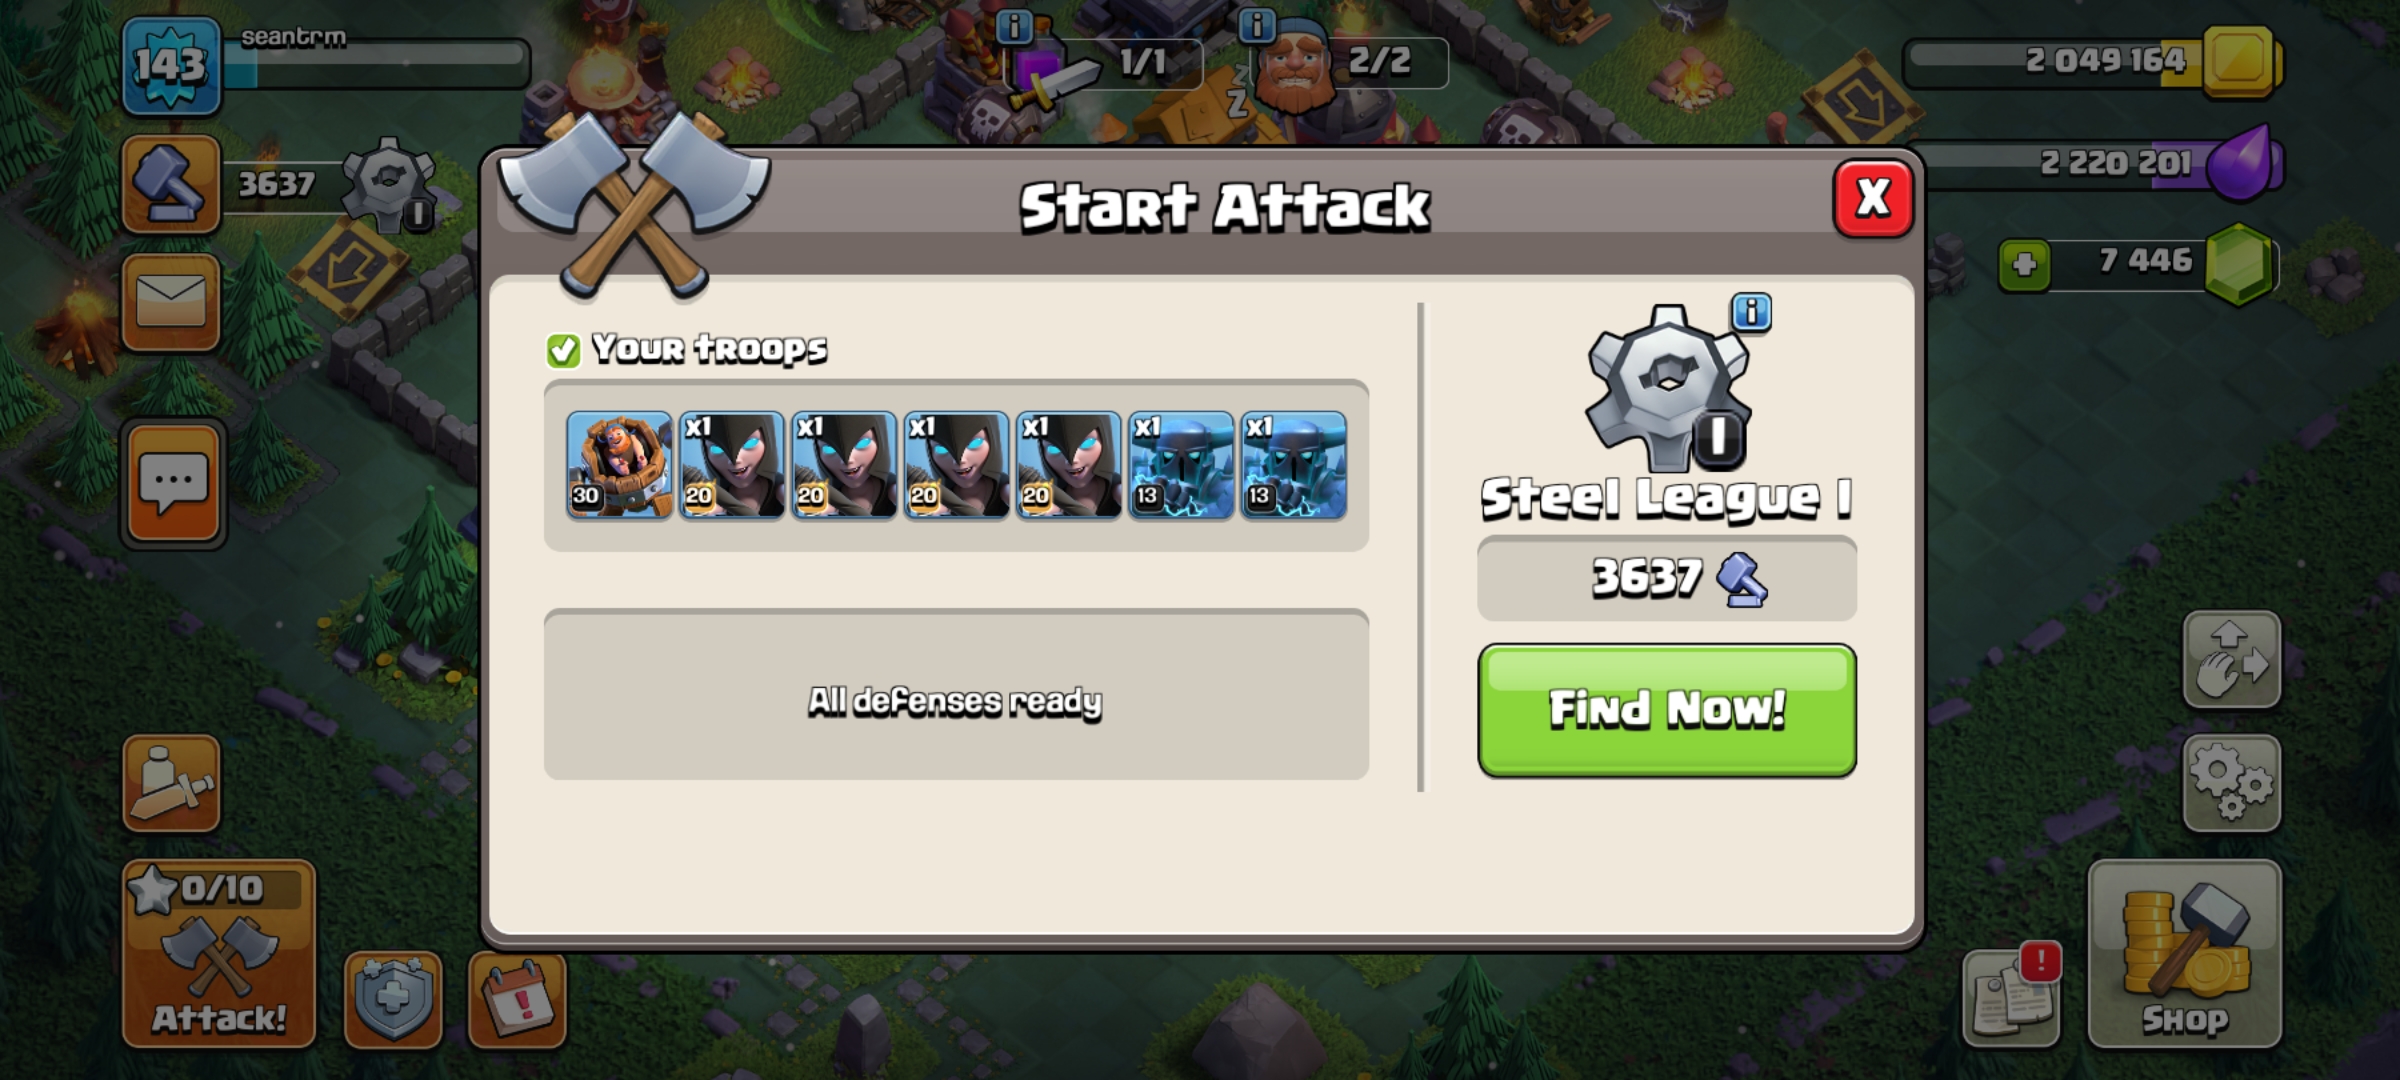 143
seantrm
1/1
2/2
2 049 164
3637
I
2 220 201
7 446
Start Attack
X
Your troops
30
x1
20
x1
20
x1
20
x1
20
x1
13
x1
13
I
Steel League I
3637
Find Now!
All defenses ready
0/10
Attack!
Shop